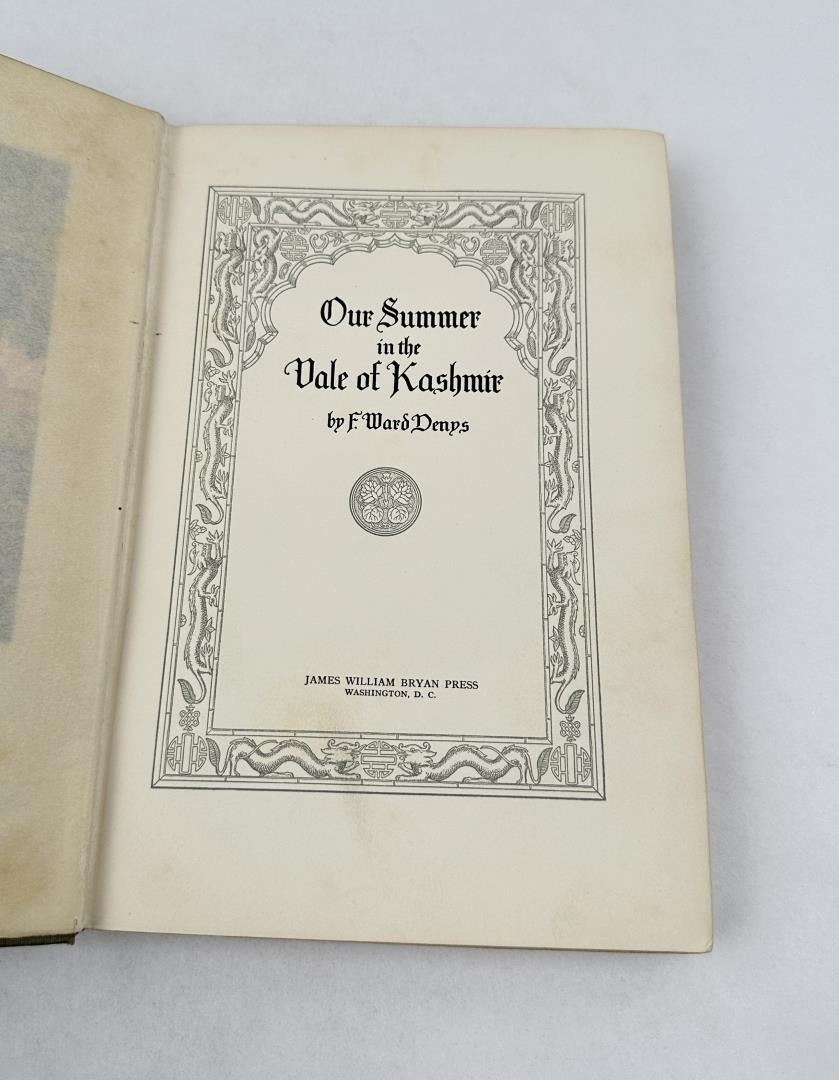 Our Summer
in the
Vale of Kashmir
by F. Ward Denys
JAMES WILLIAM BRYAN PRESS
WASHINGTON, D. C.